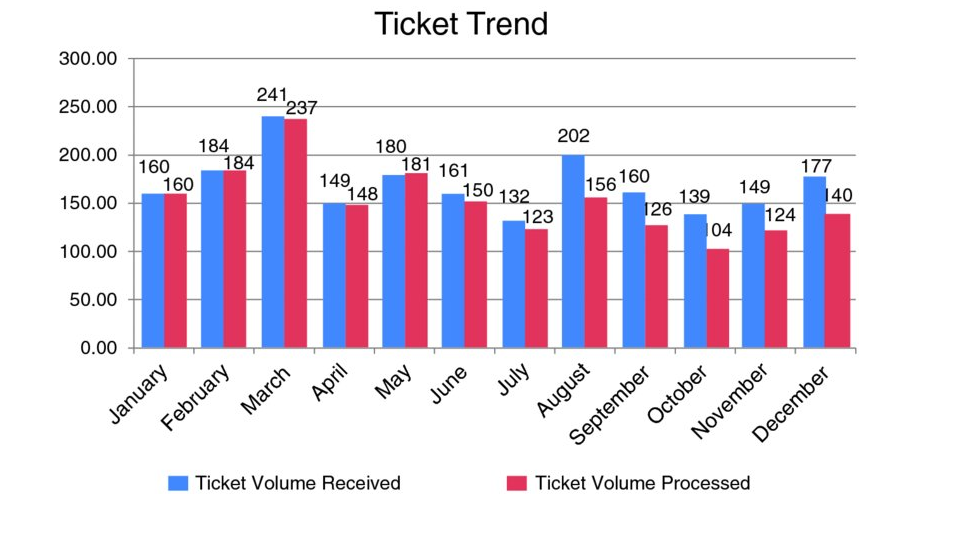 Ticket Trend
300.00
250.00
200.00
150.00
100.00
50.00
0.00
160
160
184
184
241
237
149
148
180
181
161
150
132
123
202
156
160
126
139
104
149
124
177
140
January
February
March
April
May
June
July
August
September
October
November
December
Ticket Volume Received
Ticket Volume Processed